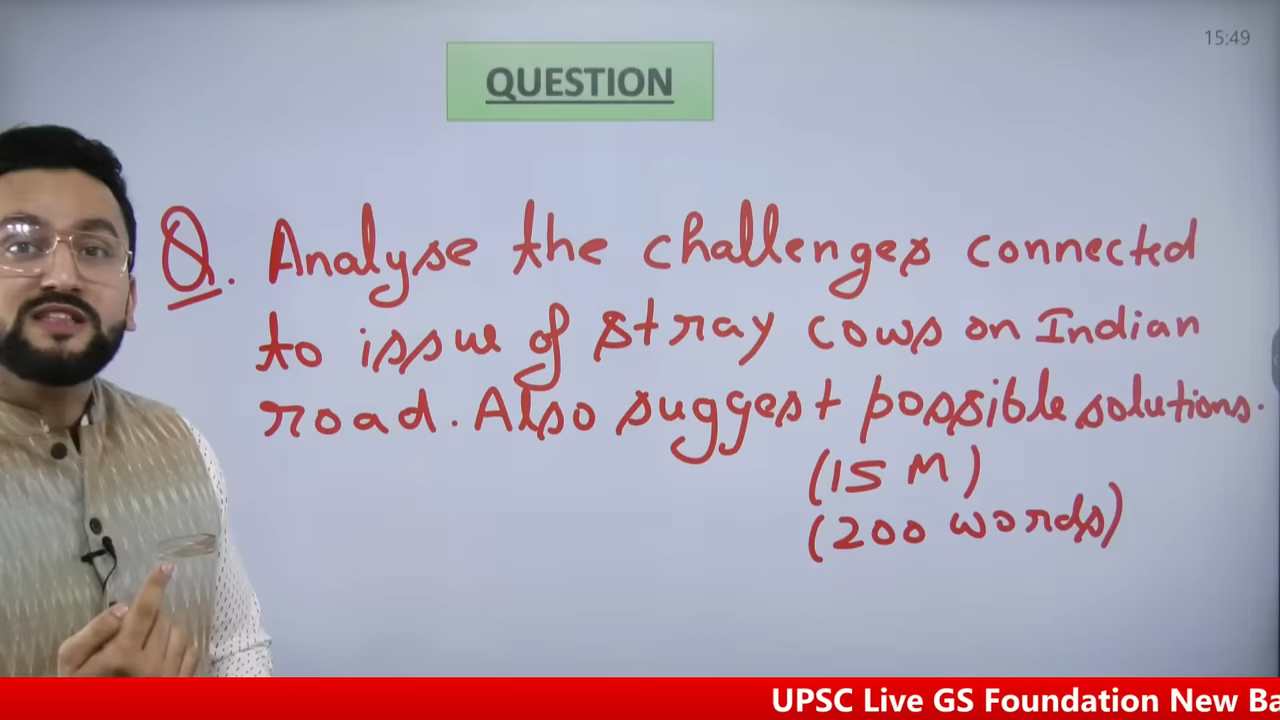 15:49
QUESTION
Q. Analyse the challenges connected
to issue of stray cows on Indian
road. Also suggest possible solutions.
(15 M)
(200 words)
UPSC Live GS Foundation New Ba